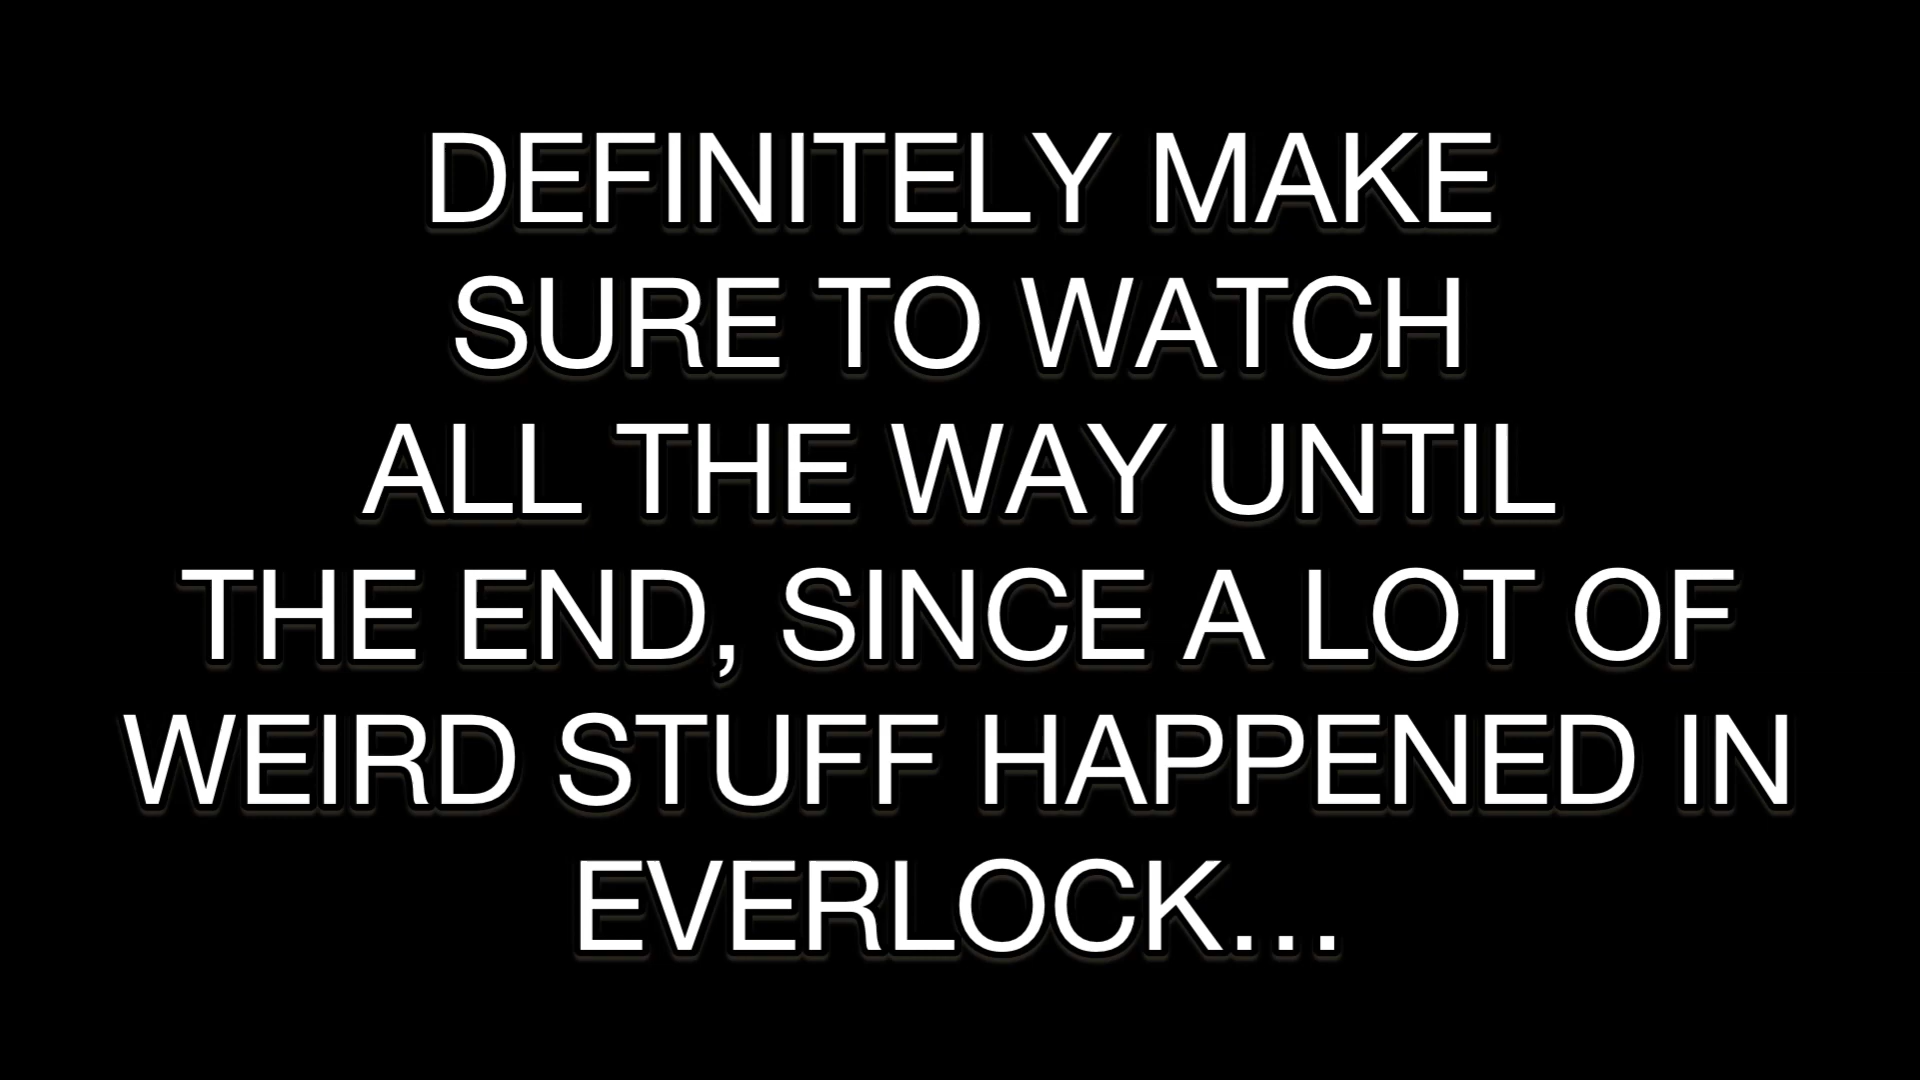 DEFINITELY MAKE
SURE TO WATCH
ALL THE WAY UNTIL
THE END, SINCE A LOT OF
WEIRD STUFF HAPPENED IN
EVERLOCK...